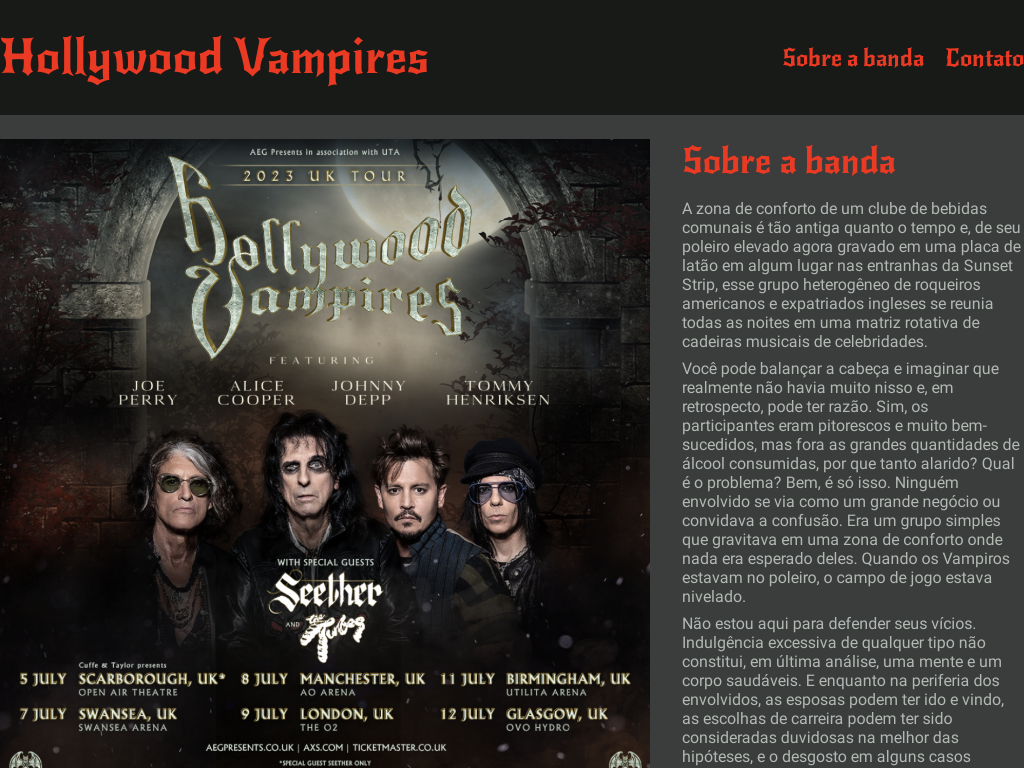 Hollywood Vampires
Sobre a banda Contato
AEG Presents in association with UTA
2023 UK TOUR
Hollywood
Vampires
FEATURING
JOE PERRY
ALICE COOPER
JOHNNY DEPP
TOMMY HENRIKSEN
WITH SPECIAL GUESTS
Seether
AND the Tubes
Cuffe & Taylor presents
5 JULY SCARBOROUGH, UK*
OPEN AIR THEATRE
7 JULY SWANSEA, UK
SWANSEA ARENA
8 JULY MANCHESTER, UK
AO ARENA
9 JULY LONDON, UK
THE O2
11 JULY BIRMINGHAM, UK
UTILITA ARENA
12 JULY GLASGOW, UK
OVO HYDRO
AEGPRESENTS.CO.UK | AXS.COM | TICKETMASTER.CO.UK
*SPECIAL GUEST SEETHER ONLY
Sobre a banda
A zona de conforto de um clube de bebidas
comunais é tão antiga quanto o tempo e, de seu
poleiro elevado agora gravado em uma placa de
latão em algum lugar nas entranhas da Sunset
Strip, esse grupo heterogêneo de roqueiros
americanos e expatriados ingleses se reunia
todas as noites em uma matriz rotativa de
cadeiras musicais de celebridades.
Você pode balançar a cabeça e imaginar que
realmente não havia muito nisso e, em
retrospecto, pode ter razão. Sim, os
participantes eram pitorescos e muito bem-
sucedidos, mas fora as grandes quantidades de
álcool consumidas, por que tanto alarido? Qual
é o problema? Bem, é só isso. Ninguém
envolvido se via como um grande negócio ou
convidava a confusão. Era um grupo simples
que gravitava em uma zona de conforto onde
nada era esperado deles. Quando os Vampiros
estavam no poleiro, o campo de jogo estava
nivelado.
Não estou aqui para defender seus vícios.
Indulgência excessiva de qualquer tipo não
constitui, em última análise, uma mente e um
corpo saudáveis. E enquanto na periferia dos
envolvidos, as esposas podem ter ido e vindo,
as escolhas de carreira podem ter sido
consideradas duvidosas na melhor das
hipóteses, e o desgosto em alguns casos